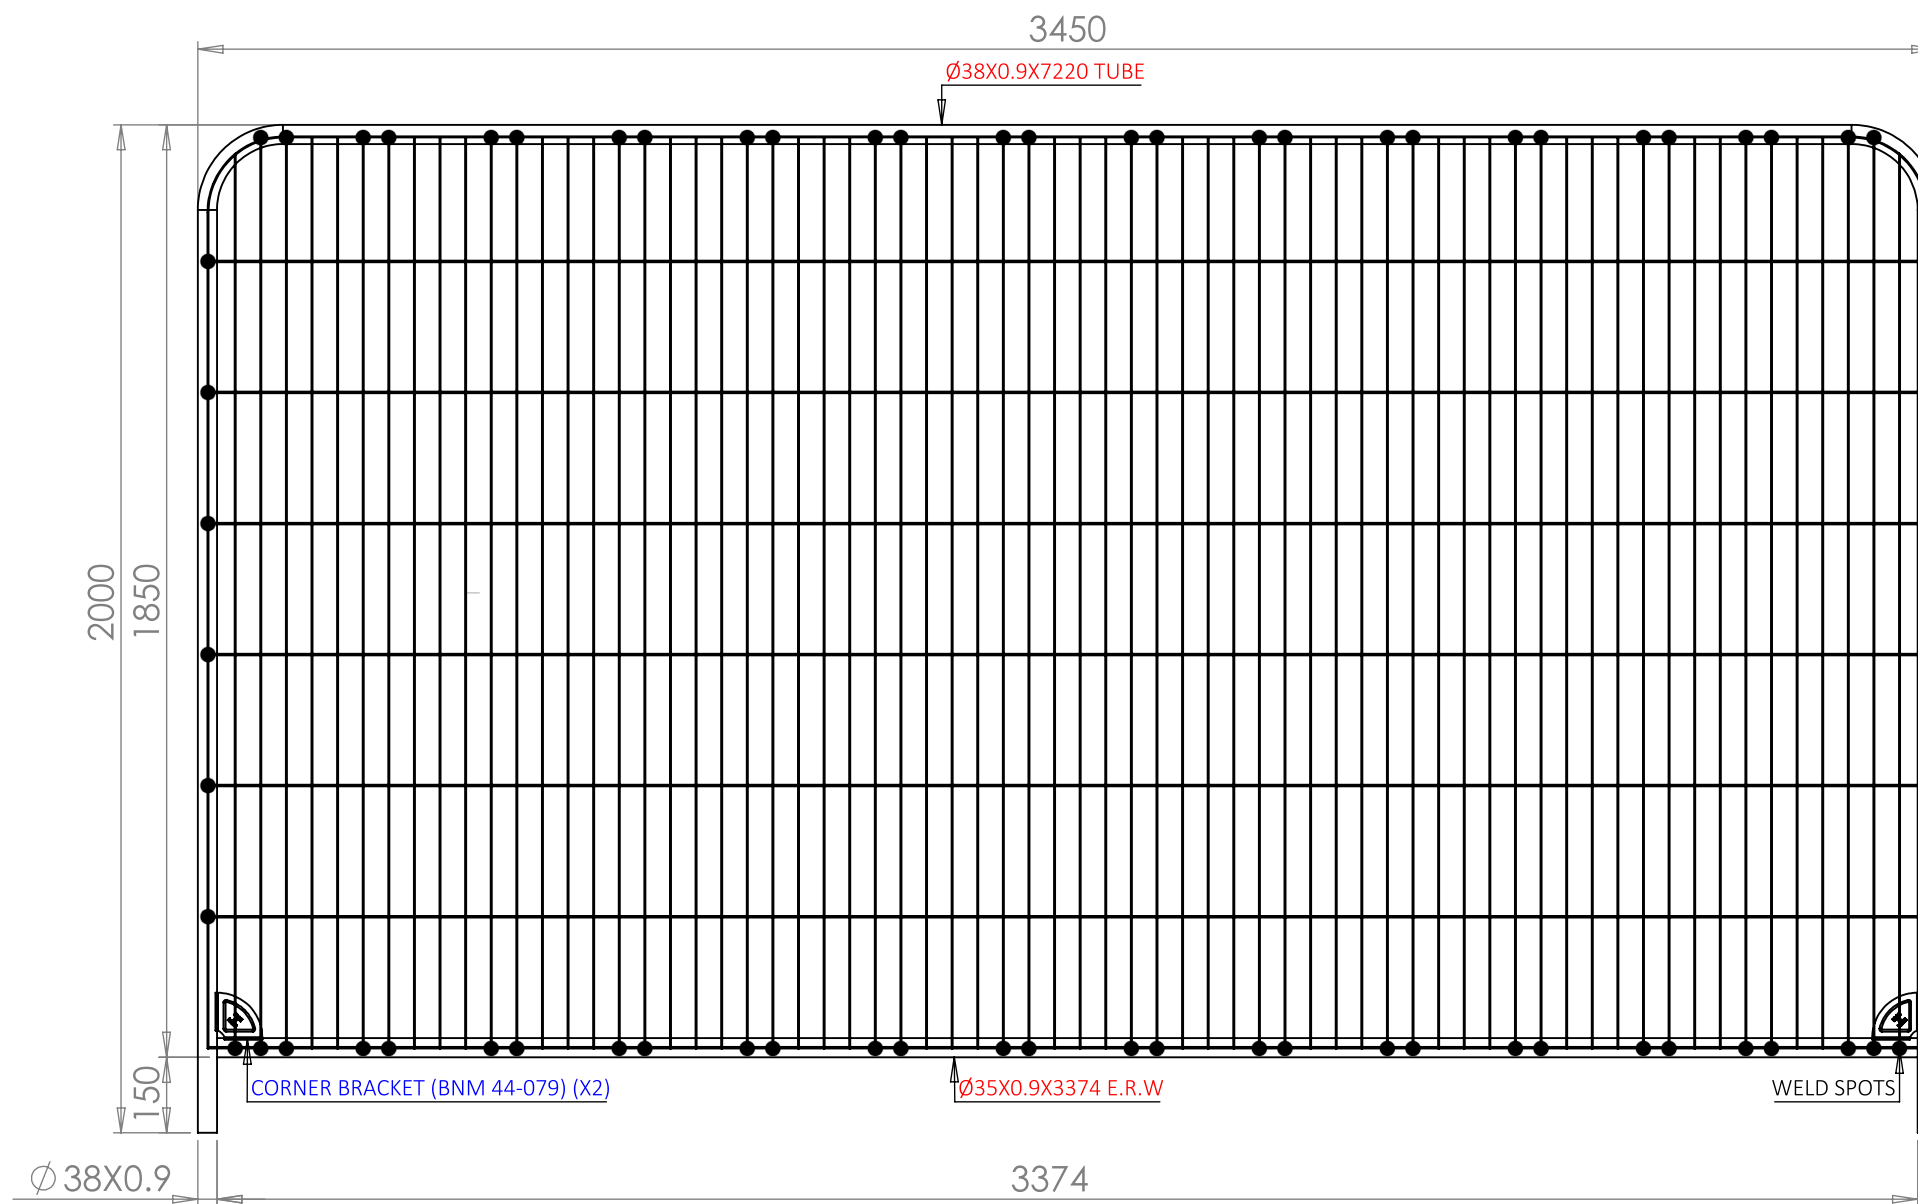 3450
Ø38X0.9X7220 TUBE
2000
1850
150
CORNER BRACKET (BNM 44-079) (X2)
Ø35X0.9X3374 E.R.W
WELD SPOTS
Ø38X0.9
3374
H
H